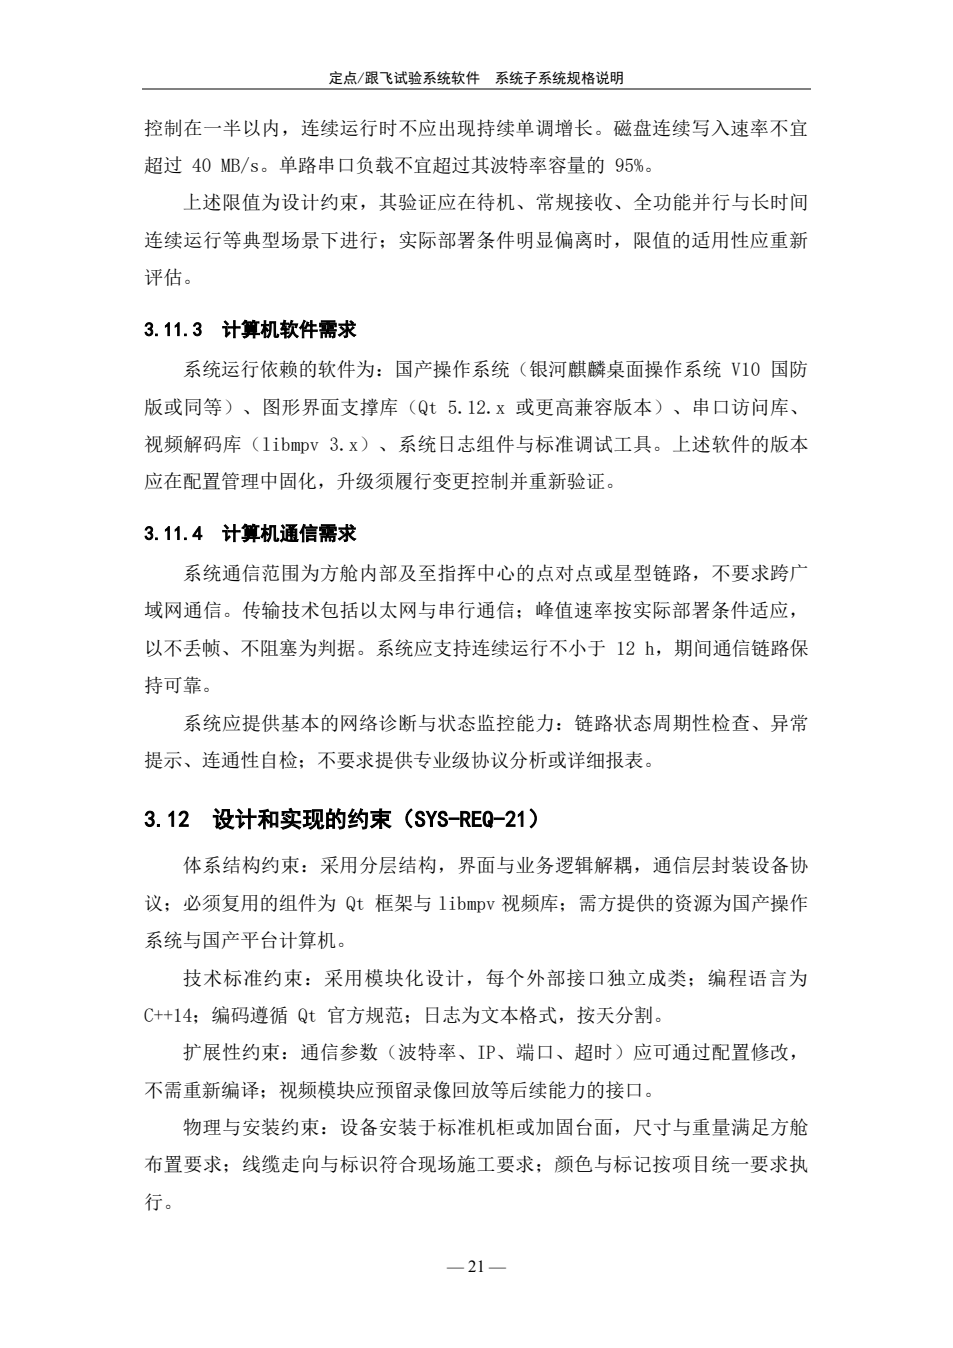 定点/跟飞试验系统软件　系统子系统规格说明
控制在一半以内，连续运行时不应出现持续单调增长。磁盘连续写入速率不宜
超过 40 MB/s。单路串口负载不宜超过其波特率容量的 95%。
上述限值为设计约束，其验证应在待机、常规接收、全功能并行与长时间
连续运行等典型场景下进行；实际部署条件明显偏离时，限值的适用性应重新
评估。
3.11.3　计算机软件需求
系统运行依赖的软件为：国产操作系统（银河麒麟桌面操作系统 V10 国防
版或同等）、图形界面支撑库（Qt 5.12.x 或更高兼容版本）、串口访问库、
视频解码库（libmpv 3.x）、系统日志组件与标准调试工具。上述软件的版本
应在配置管理中固化，升级须履行变更控制并重新验证。
3.11.4　计算机通信需求
系统通信范围为方舱内部及至指挥中心的点对点或星型链路，不要求跨广
域网通信。传输技术包括以太网与串行通信；峰值速率按实际部署条件适应，
以不丢帧、不阻塞为判据。系统应支持连续运行不小于 12 h，期间通信链路保
持可靠。
系统应提供基本的网络诊断与状态监控能力：链路状态周期性检查、异常
提示、连通性自检；不要求提供专业级协议分析或详细报表。
3.12　设计和实现的约束（SYS-REQ-21）
体系结构约束：采用分层结构，界面与业务逻辑解耦，通信层封装设备协
议；必须复用的组件为 Qt 框架与 libmpv 视频库；需方提供的资源为国产操作
系统与国产平台计算机。
技术标准约束：采用模块化设计，每个外部接口独立成类；编程语言为
C++14；编码遵循 Qt 官方规范；日志为文本格式，按天分割。
扩展性约束：通信参数（波特率、IP、端口、超时）应可通过配置修改，
不需重新编译；视频模块应预留录像回放等后续能力的接口。
物理与安装约束：设备安装于标准机柜或加固台面，尺寸与重量满足方舱
布置要求；线缆走向与标识符合现场施工要求；颜色与标记按项目统一要求执
行。
— 21 —